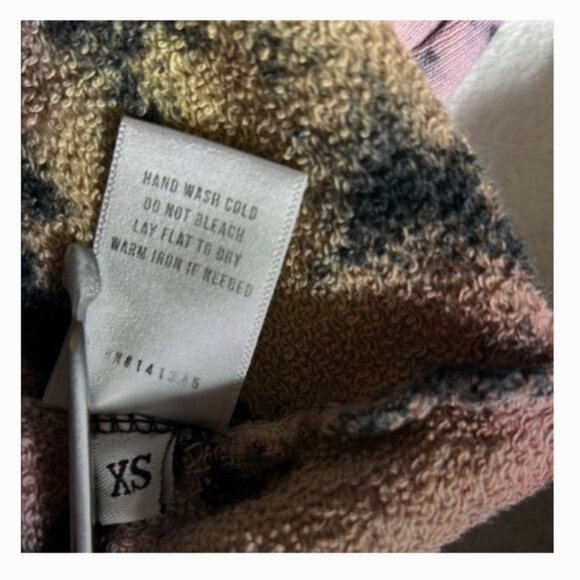 HAND WASH COLD
DO NOT BLEACH
LAY FLAT TO DRY
WARM IRON IF NEEDED
XS